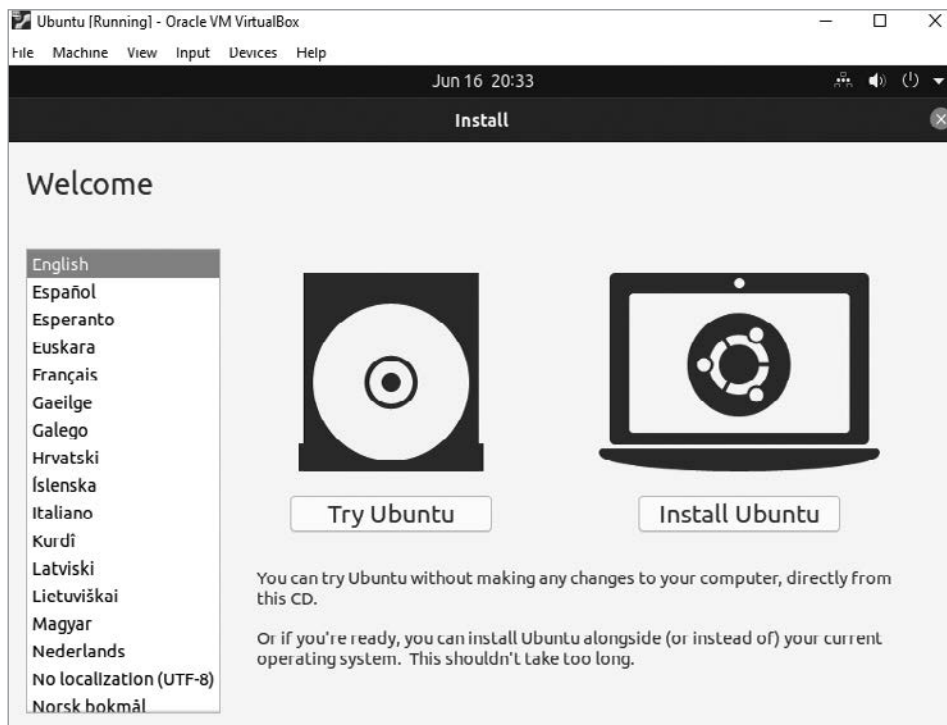 Ubuntu [Running] - Oracle VM VirtualBox
File Machine View Input Devices Help
Jun 16 20:33
Install
Welcome
English
Español
Esperanto
Euskara
Français
Gaeilge
Galego
Hrvatski
Íslenska
Italiano
Kurdî
Latviski
Lietuviškai
Magyar
Nederlands
No localization (UTF-8)
Norsk bokmål
Try Ubuntu
Install Ubuntu
You can try Ubuntu without making any changes to your computer, directly from
this CD.
Or if you're ready, you can install Ubuntu alongside (or instead of) your current
operating system. This shouldn't take too long.